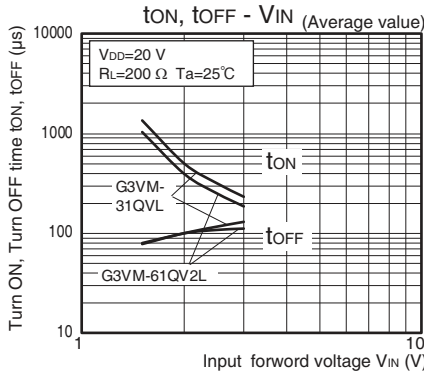 tON, tOFF - VIN (Average value)
Turn ON, Turn OFF time tON, tOFF (μs)
10000
VDD=20 V
RL=200 Ω Ta=25℃
1000
tON
G3VM-
31QVL
100
tOFF
G3VM-61QV2L
10
1
10
Input forword voltage VIN (V)